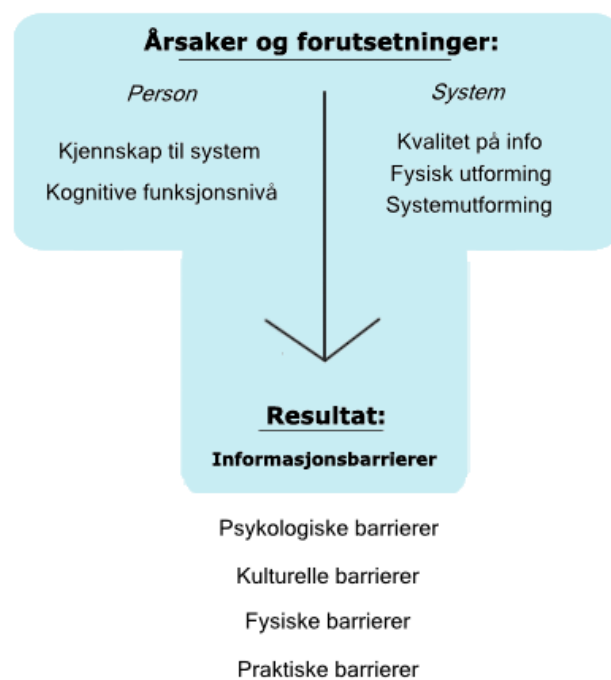 Årsaker og forutsetninger:
Person
System
Kjennskap til system
Kognitive funksjonsnivå
Kvalitet på info
Fysisk utforming
Systemutforming
Resultat:
Informasjonsbarrierer
Psykologiske barrierer
Kulturelle barrierer
Fysiske barrierer
Praktiske barrierer